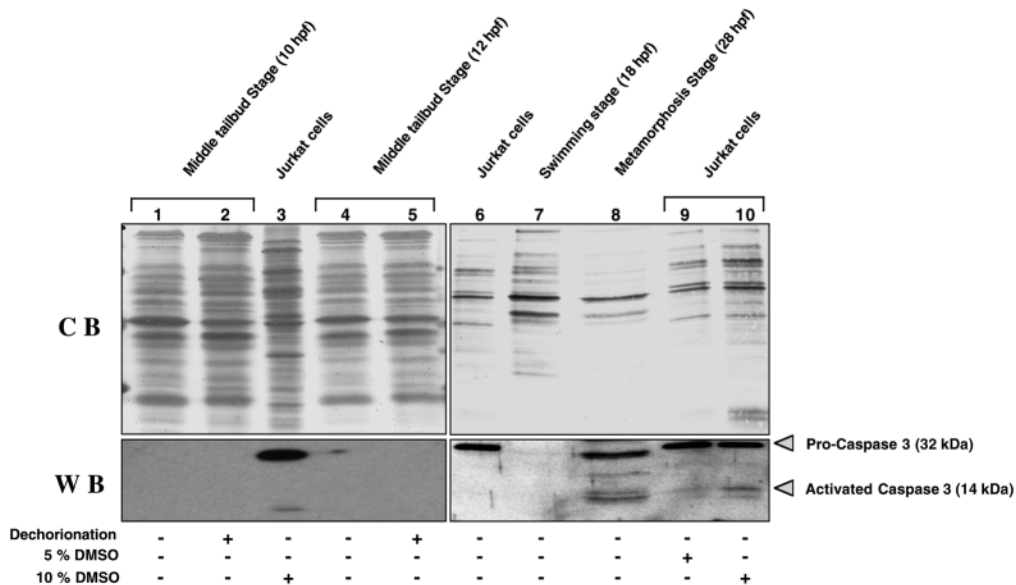 Middle tailbud Stage (10 hpf)
Jurkat cells
Milddle tailbud Stage (12 hpf)
Jurkat cells
Swimming stage (18 hpf)
Metamorphosis Stage (28 hpf)
Jurkat cells
1 2 3 4 5 6 7 8 9 10
C B
W B
Pro-Caspase 3 (32 kDa)
Activated Caspase 3 (14 kDa)
Dechorionation - + - - + - - - - -
5 % DMSO - - - - - - - - + -
10 % DMSO - - + - - - - - - +